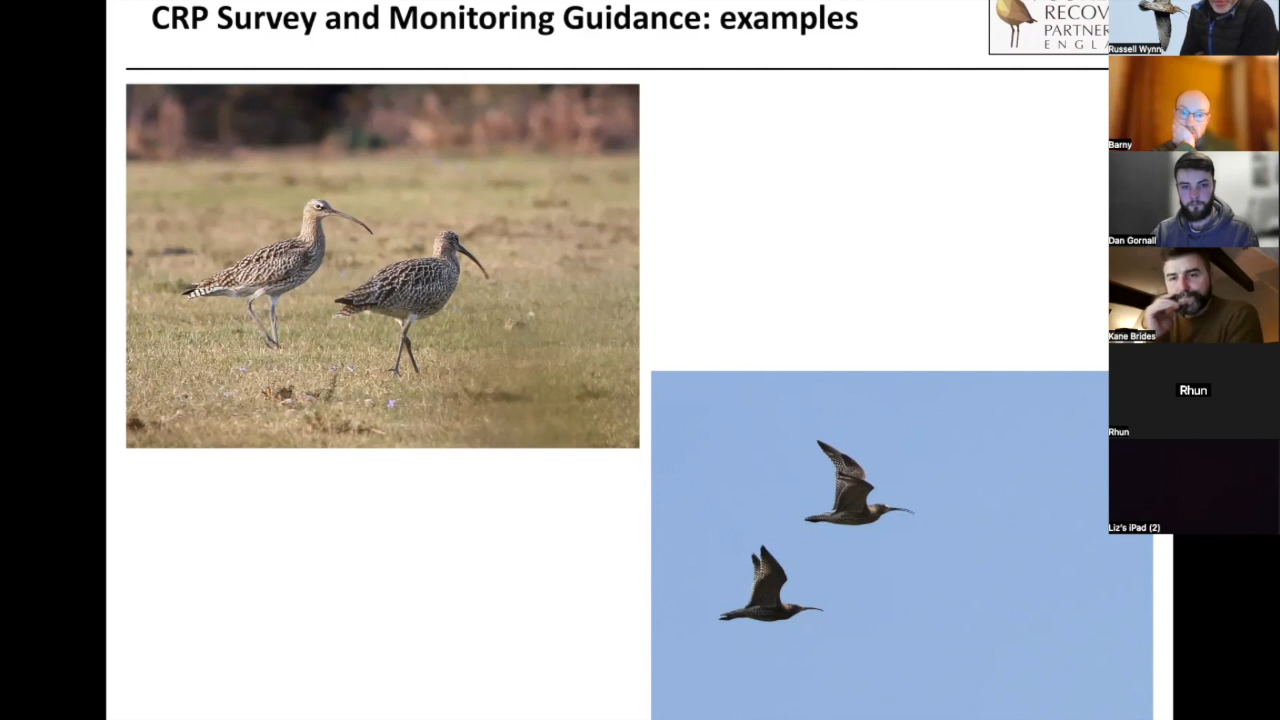 CRP Survey and Monitoring Guidance: examples
RECOV
PARTNER
ENGLA
Russell Wynn
Barny
Dan Gornall
Kane Brides
Rhun
Rhun
Liz's iPad (2)